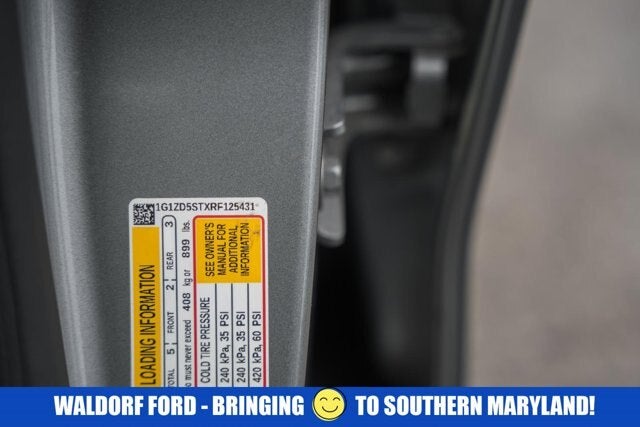 1G1ZD5STXRF125431
LOADING INFORMATION
TOTAL 5 FRONT 2 REAR 3
must never exceed 408 kg or 899 lbs.
COLD TIRE PRESSURE
240 kPa, 35 PSI
240 kPa, 35 PSI
420 kPa, 60 PSI
SEE OWNER'S
MANUAL FOR
ADDITIONAL
INFORMATION
WALDORF FORD - BRINGING TO SOUTHERN MARYLAND!